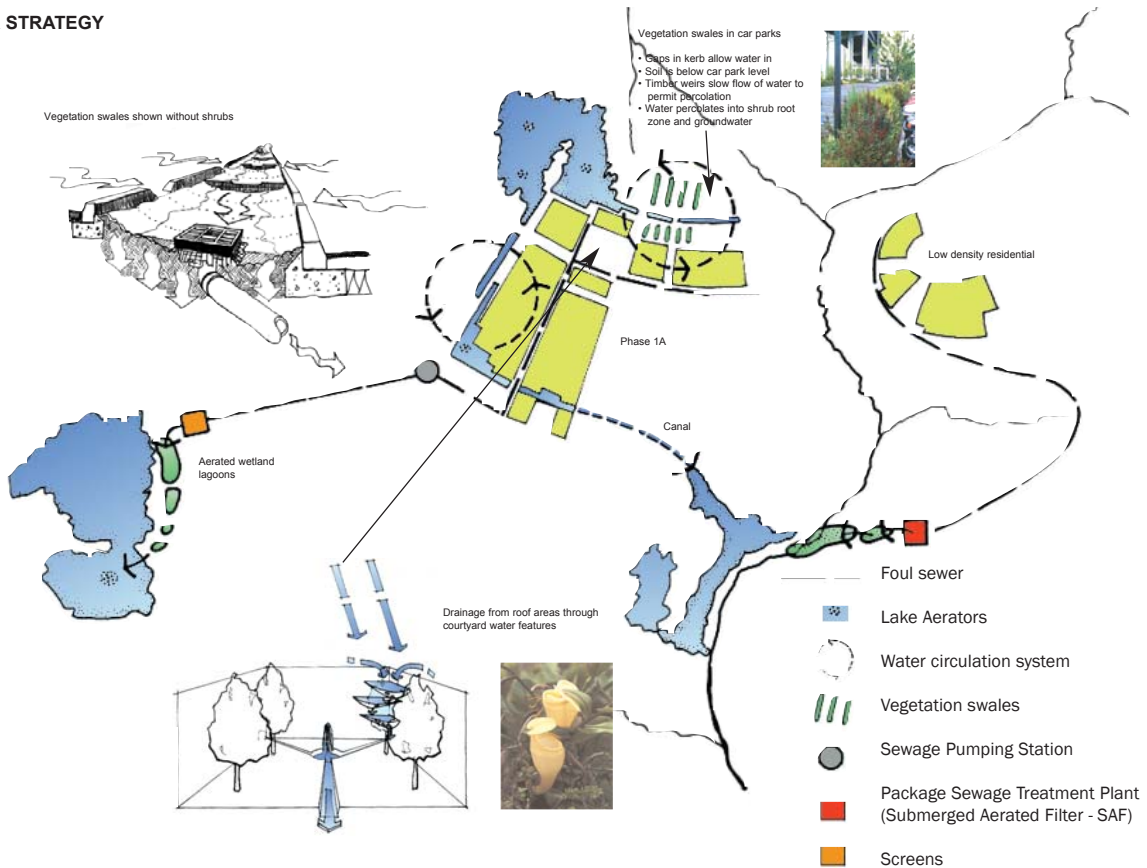 STRATEGY
Vegetation swales in car parks
• Gaps in kerb allow water in
• Soil is below car park level
• Timber weirs slow flow of water to
permit percolation
• Water percolates into shrub root
zone and groundwater
Vegetation swales shown without shrubs
Low density residential
Phase 1A
Canal
Aerated wetland
lagoons
Drainage from roof areas through
courtyard water features
Foul sewer
Lake Aerators
Water circulation system
Vegetation swales
Sewage Pumping Station
Package Sewage Treatment Plant
(Submerged Aerated Filter - SAF)
Screens